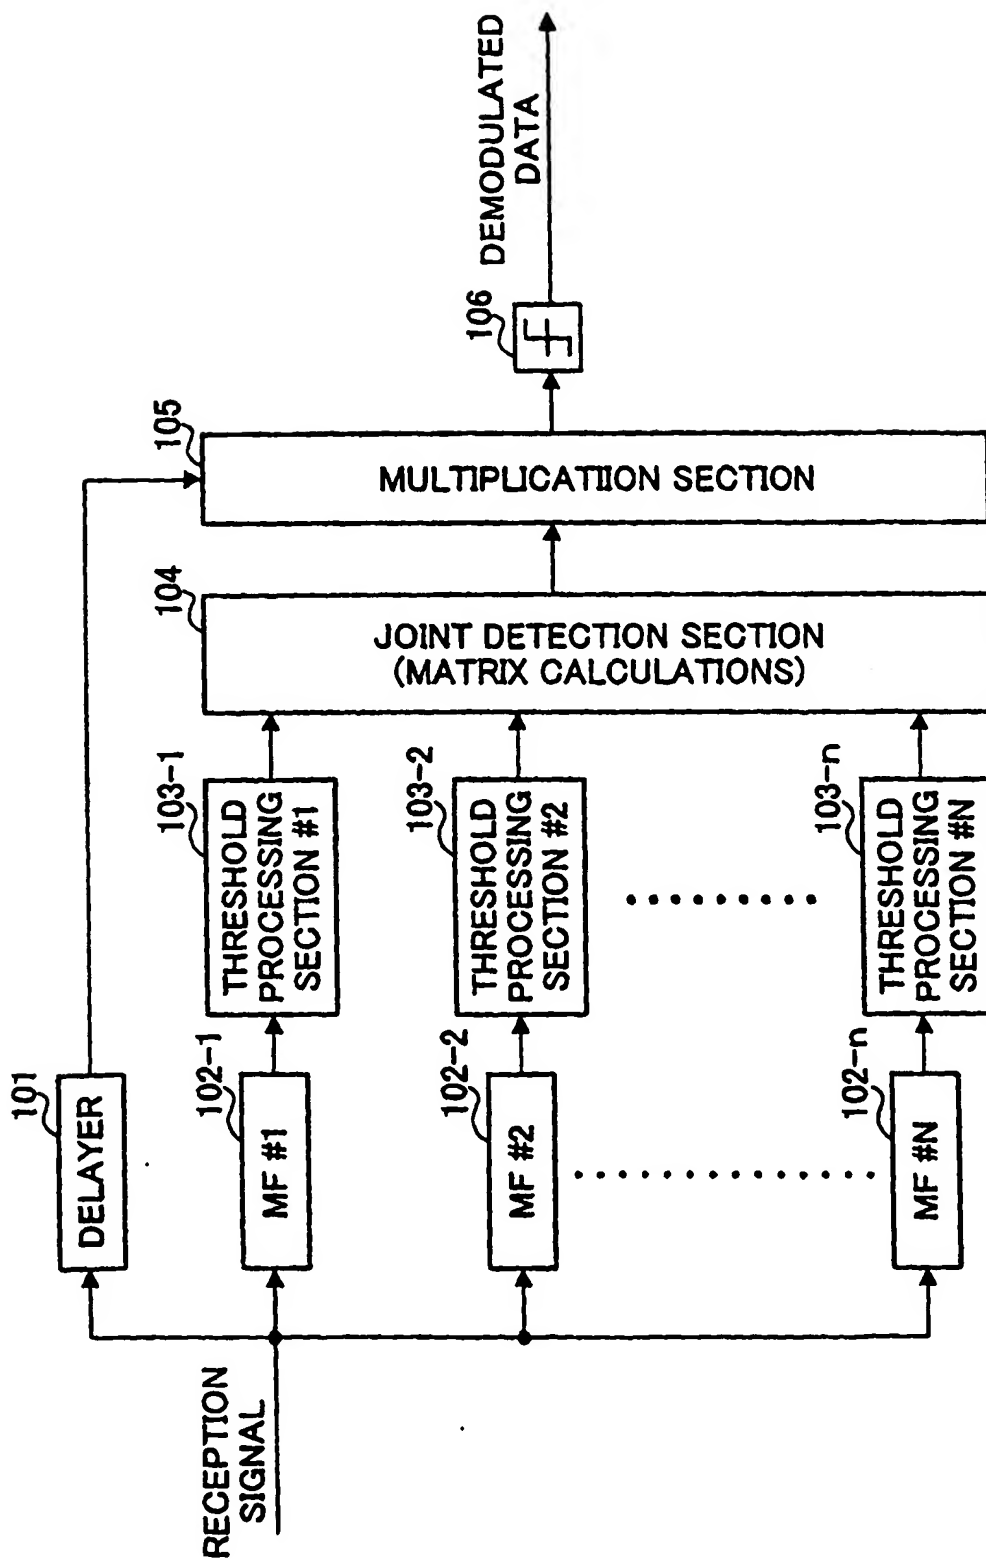 RECEPTION
SIGNAL
101
DELAYER
102-1
MF #1
102-2
MF #2
102-n
MF #N
103-1
THRESHOLD
PROCESSING
SECTION #1
103-2
THRESHOLD
PROCESSING
SECTION #2
103-n
THRESHOLD
PROCESSING
SECTION #N
104
JOINT DETECTION SECTION
(MATRIX CALCULATIONS)
105
MULTIPLICATIION SECTION
106
DEMODULATED
DATA